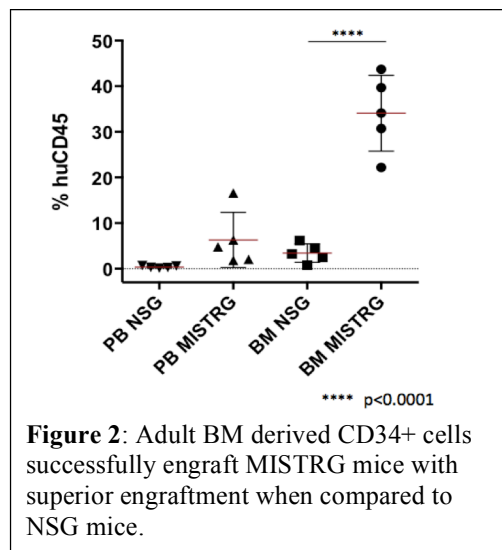 50
40
30
20
10
0
% huCD45
****
PB NSG
PB MISTRG
BM NSG
BM MISTRG
**** p<0.0001
Figure 2: Adult BM derived CD34+ cells
successfully engraft MISTRG mice with
superior engraftment when compared to
NSG mice.